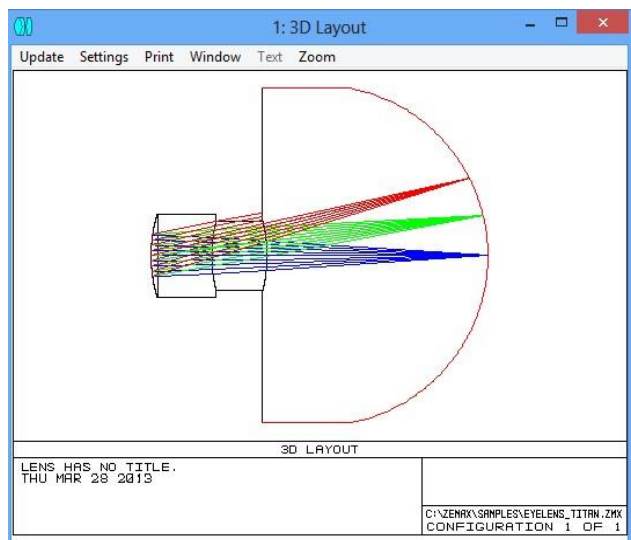 1: 3D Layout
Update Settings Print Window Text Zoom
3D LAYOUT
LENS HAS NO TITLE.
THU MAR 28 2013
C:\ZEMAX\SAMPLES\EYELENS_TITAN.ZMX
CONFIGURATION 1 OF 1